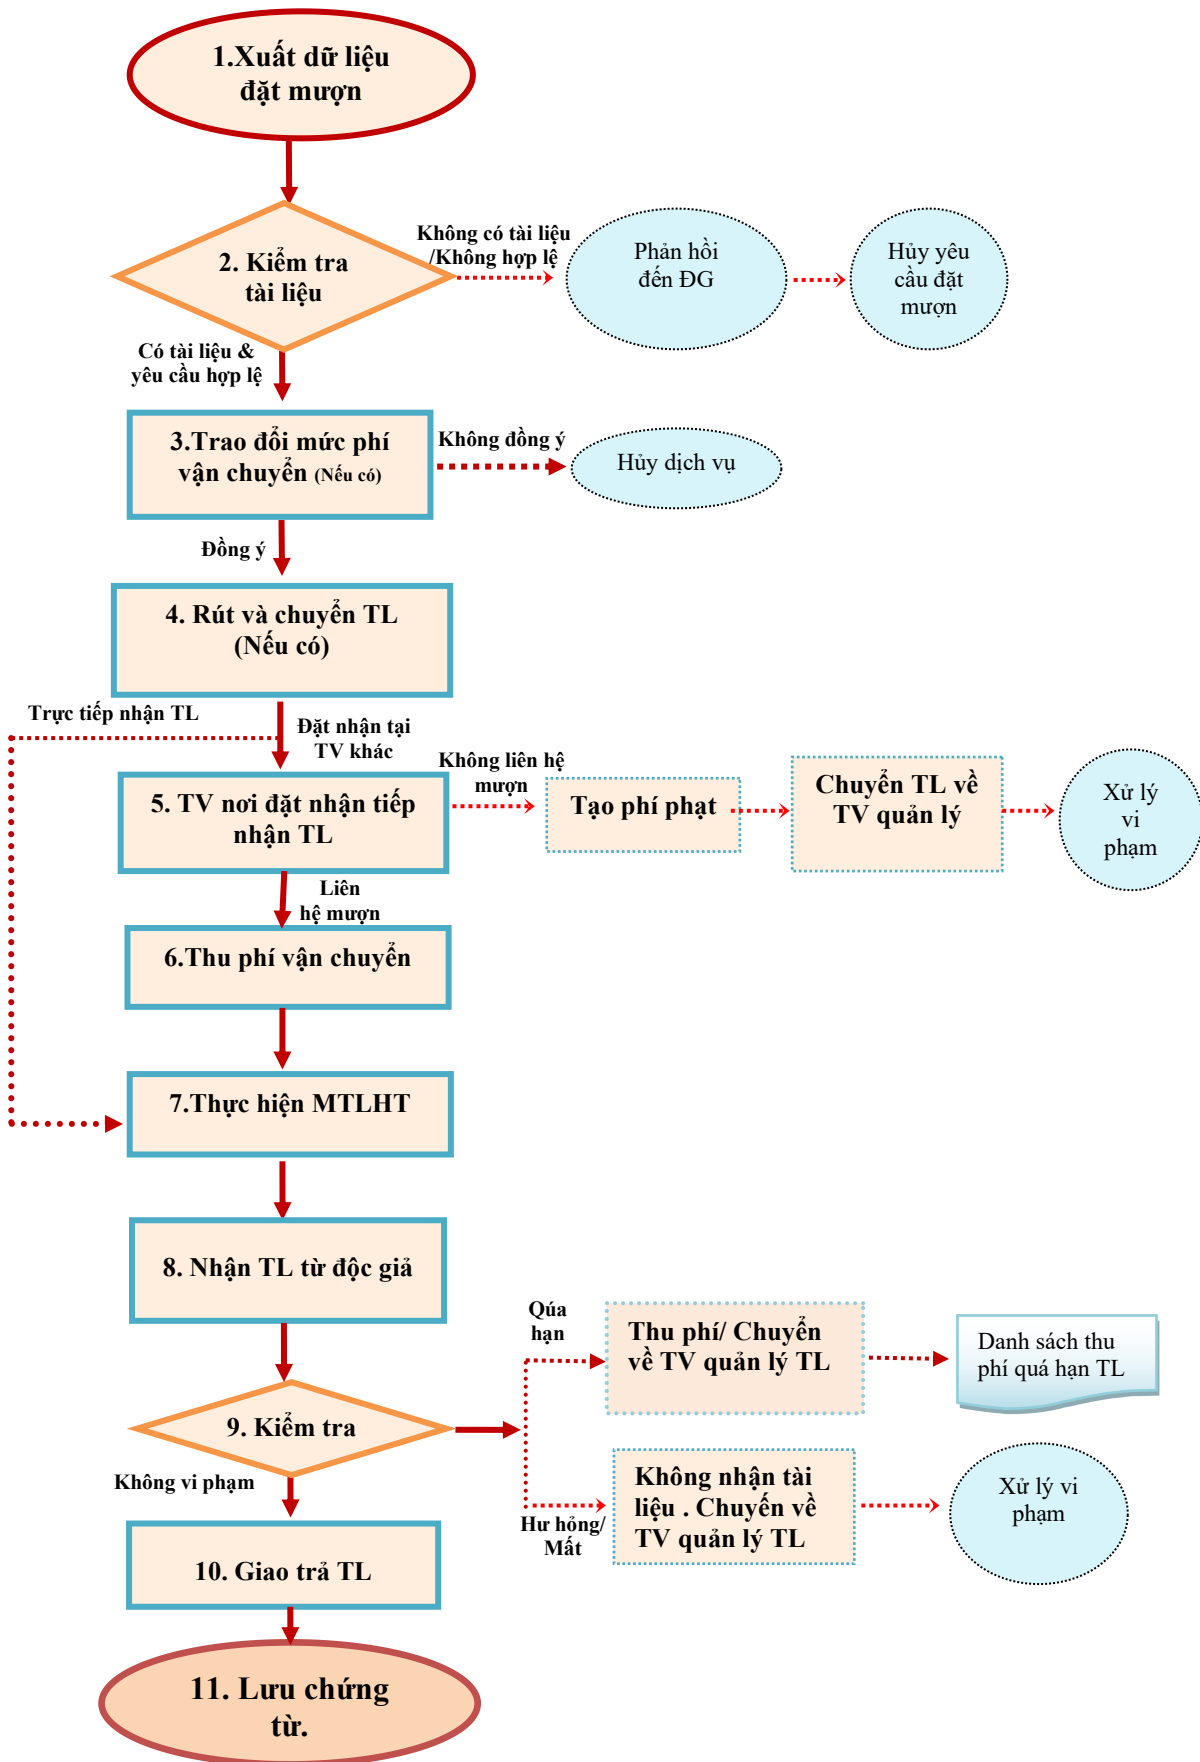 1.Xuất dữ liệu
đặt mượn
2. Kiểm tra
tài liệu
Không có tài liệu
/Không hợp lệ
Phản hồi
đến ĐG
Hủy yêu
cầu đặt
mượn
Có tài liệu &
yêu cầu hợp lệ
3.Trao đổi mức phí
vận chuyển (Nếu có)
Không đồng ý
Hủy dịch vụ
Đồng ý
4. Rút và chuyển TL
(Nếu có)
Trực tiếp nhận TL
Đặt nhận tại
TV khác
5. TV nơi đặt nhận tiếp
nhận TL
Không liên hệ
mượn
Tạo phí phạt
Chuyển TL về
TV quản lý
Xử lý
vi
phạm
Liên
hệ mượn
6.Thu phí vận chuyển
7.Thực hiện MTLHT
8. Nhận TL từ độc giả
Qúa
hạn
Thu phí/ Chuyển
về TV quản lý TL
Danh sách thu
phí quá hạn TL
9. Kiểm tra
Không vi phạm
Hư hỏng/
Mất
Không nhận tài
liệu . Chuyến về
TV quản lý TL
Xử lý vi
phạm
10. Giao trả TL
11. Lưu chứng
từ.